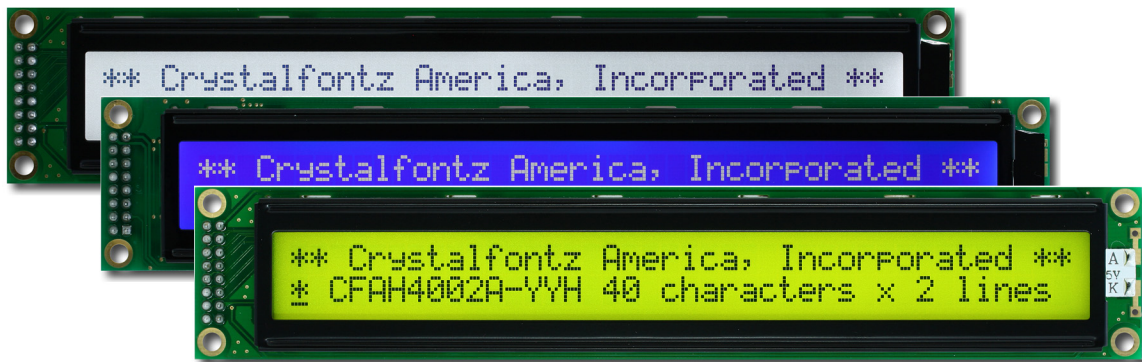 ** Crystalfontz America, Incorporated **
** Crystalfontz America, Incorporated **
** Crystalfontz America, Incorporated **
* CFAH4002A-YYH 40 characters x 2 lines
A
5V
K